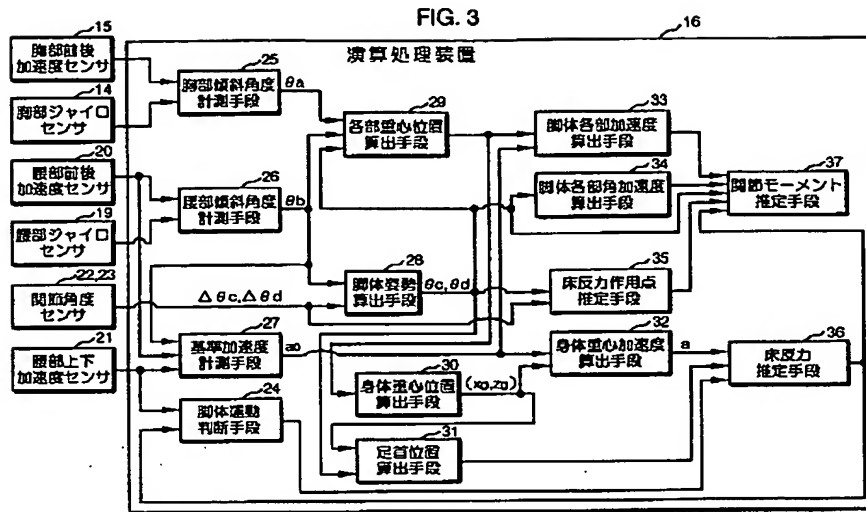 FIG. 3
16
演算処理装置
15
胸部前後
加速度センサ
14
胸部ジャイロ
センサ
20
腰部前後
加速度センサ
19
腰部ジャイロ
センサ
22,23
関節角度
センサ
21
腰部上下
加速度センサ
25
胸部傾斜角度
計測手段
θa
26
腰部傾斜角度
計測手段
θb
Δθc,Δθd
27
基準加速度
計測手段
a0
24
脚体運動
判断手段
29
各部重心位置
算出手段
28
脚体姿勢
算出手段
θc,θd
30
身体重心位置
算出手段
(x0,z0)
31
足首位置
算出手段
33
脚体各部加速度
算出手段
34
脚体各部角加速度
算出手段
35
床反力作用点
推定手段
32
身体重心加速度
算出手段
a
37
関節モーメント
推定手段
36
床反力
推定手段